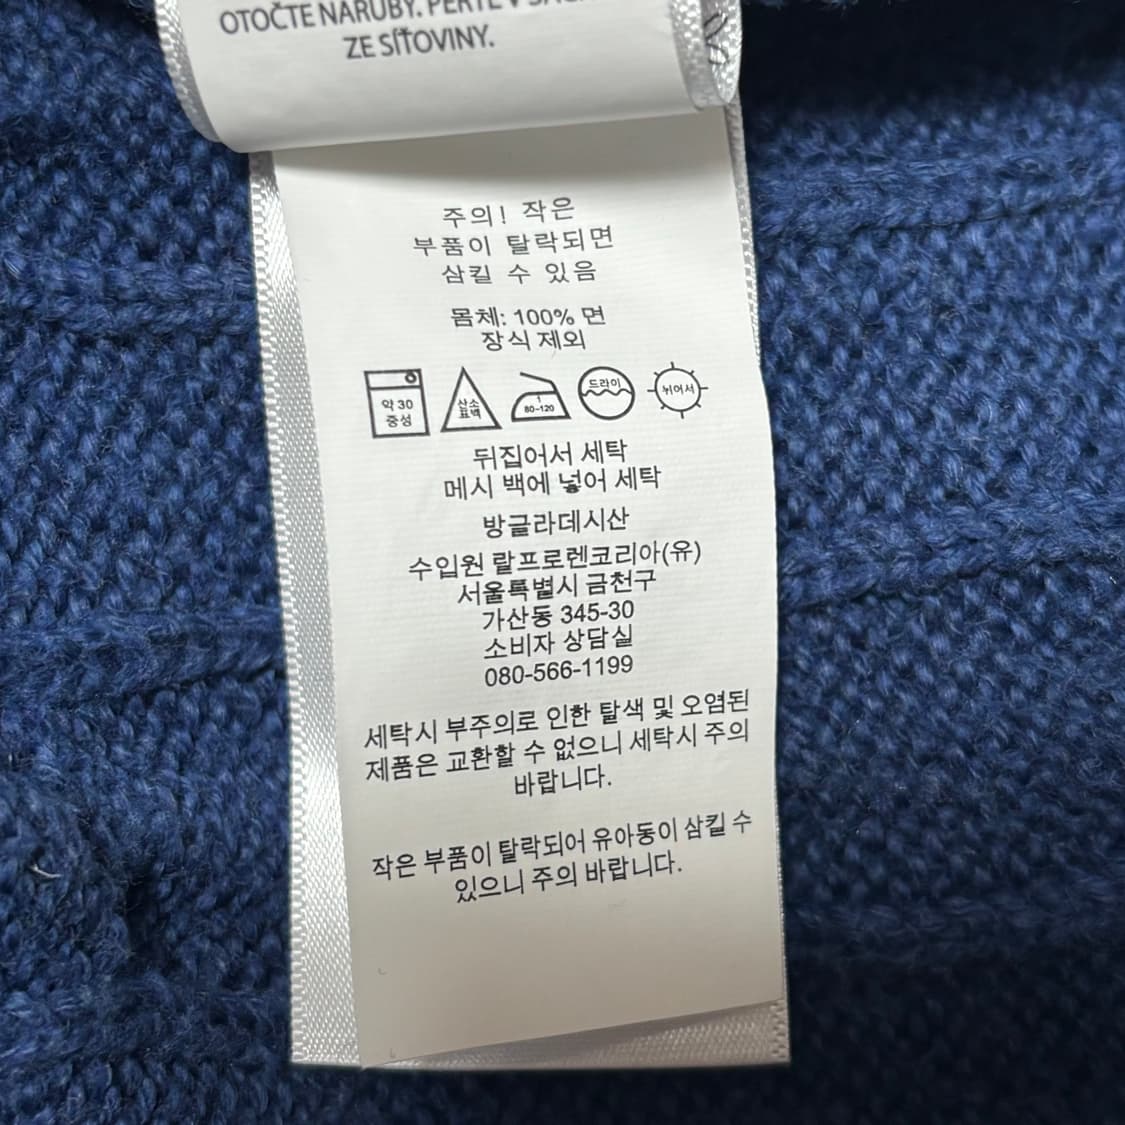 OTOČTE NARUBY. PERTE V
ZE SÍŤOVINY.
주의! 작은
부품이 탈락되면
삼킬 수 있음
몸체: 100% 면
장식 제외
약 30
중성
산소
표백
1
80~120
드라이
뉘어서
뒤집어서 세탁
메시 백에 넣어 세탁
방글라데시산
수입원 랄프로렌코리아(유)
서울특별시 금천구
가산동 345-30
소비자 상담실
080-566-1199
세탁시 부주의로 인한 탈색 및 오염된
제품은 교환할 수 없으니 세탁시 주의
바랍니다.
작은 부품이 탈락되어 유아동이 삼킬 수
있으니 주의 바랍니다.